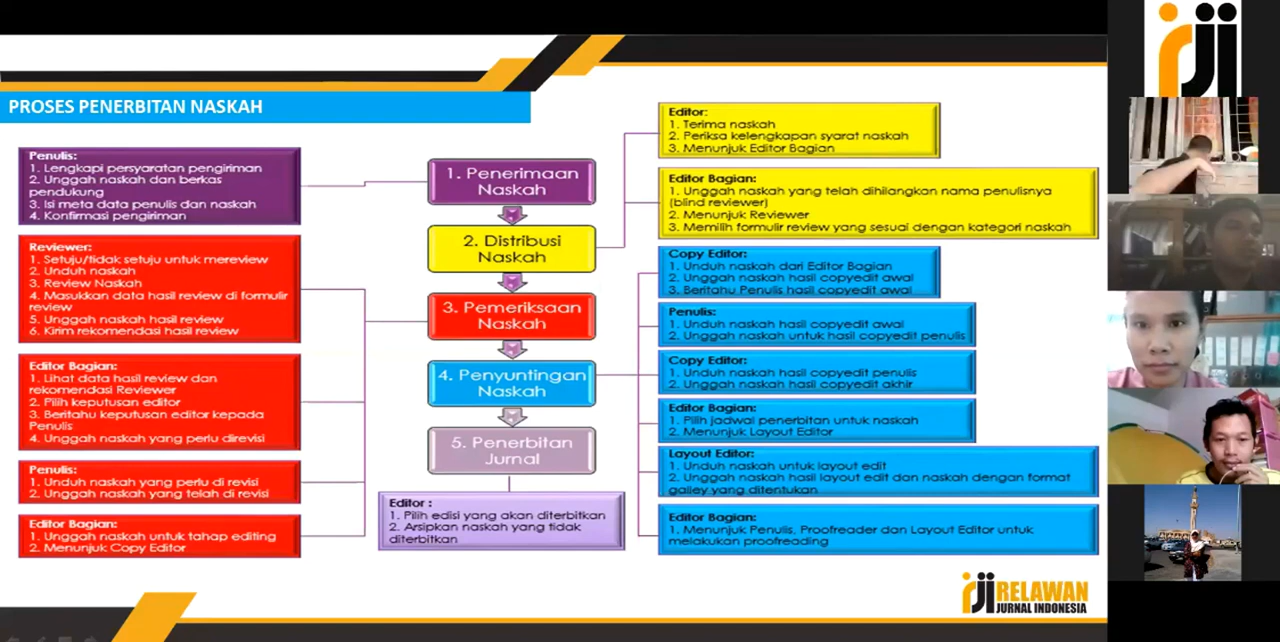 PROSES PENERBITAN NASKAH
Penulis:
1. Lengkapi persyaratan pengiriman
2. Unggah naskah dan berkas
pendukung
3. Isi meta data penulis dan naskah
4. Konfirmasi pengiriman
Reviewer:
1. Setuju/tidak setuju untuk mereview
2. Unduh naskah
3. Review Naskah
4. Masukkan data hasil review di formulir
review
5. Unggah naskah hasil review
6. Kirim rekomendasi hasil review
Editor Bagian:
1. Lihat data hasil review dan
rekomendasi Reviewer
2. Pilih keputusan editor
3. Beritahu keputusan editor kepada
Penulis
4. Unggah naskah yang perlu direvisi
Penulis:
1. Unduh naskah yang perlu di revisi
2. Unggah naskah yang telah di revisi
Editor Bagian:
1. Unggah naskah untuk tahap editing
2. Menunjuk Copy Editor
1. Penerimaan
Naskah
2. Distribusi
Naskah
3. Pemeriksaan
Naskah
4. Penyuntingan
Naskah
5. Penerbitan
Jurnal
Editor :
1. Pilih edisi yang akan diterbitkan
2. Arsipkan naskah yang tidak
diterbitkan
Editor:
1. Terima naskah
2. Periksa kelengkapan syarat naskah
3. Menunjuk Editor Bagian
Editor Bagian:
1. Unggah naskah yang telah dihilangkan nama penulisnya
(blind reviewer)
2. Menunjuk Reviewer
3. Memilih formulir review yang sesuai dengan kategori naskah
Copy Editor:
1. Unduh naskah dari Editor Bagian
2. Unggah naskah hasil copyedit awal
3. Beritahu Penulis hasil copyedit awal
Penulis:
1. Unduh naskah hasil copyedit awal
2. Unggah naskah untuk hasil copyedit penulis
Copy Editor:
1. Unduh naskah hasil copyedit penulis
2. Unggah naskah hasil copyedit akhir
Editor Bagian:
1. Pilih jadwal penerbitan untuk naskah
2. Menunjuk Layout Editor
Layout Editor:
1. Unduh naskah untuk layout edit
2. Unggah naskah hasil layout edit dan naskah dengan format
galley yang ditentukan
Editor Bagian:
1. Menunjuk Penulis, Proofreader dan Layout Editor untuk
melakukan proofreading
rji RELAWAN
JURNAL INDONESIA
rji